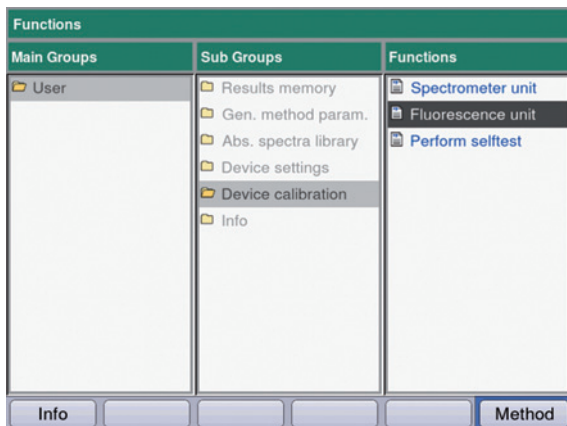 Functions
Main Groups
Sub Groups
Functions
User
Results memory
Gen. method param.
Abs. spectra library
Device settings
Device calibration
Info
Spectrometer unit
Fluorescence unit
Perform selftest
Info
Method